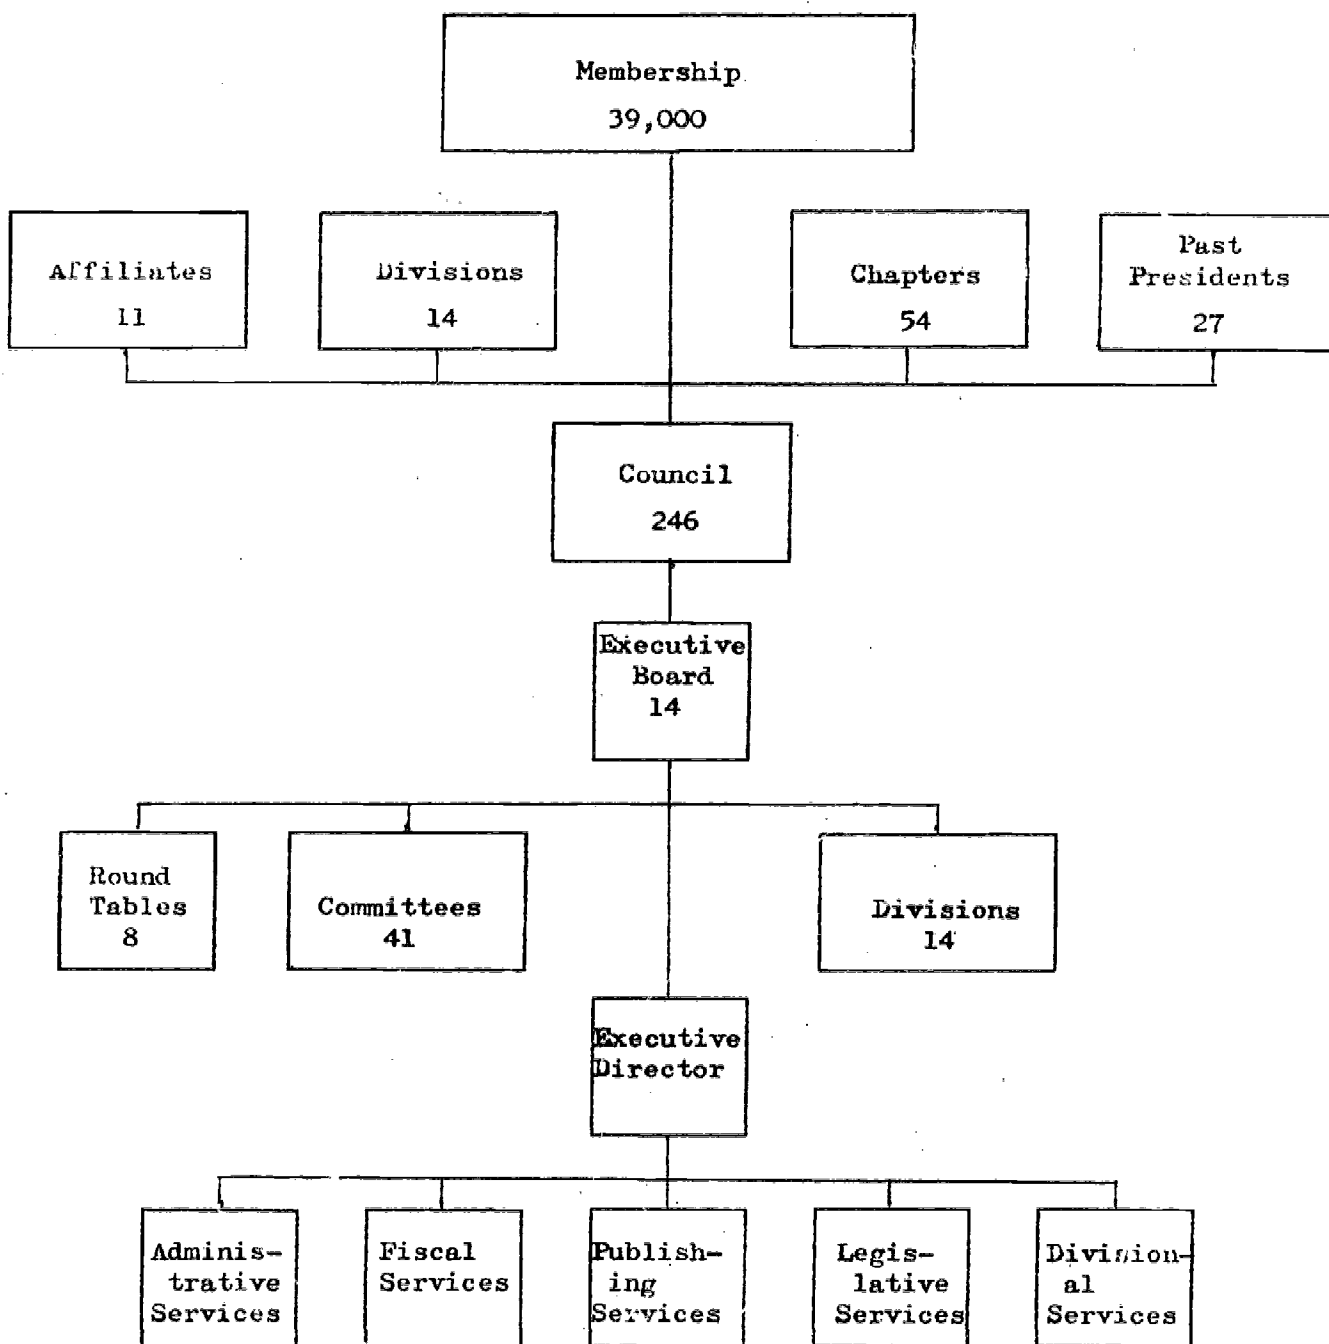 Membership
39,000
Affiliates
11
Divisions
14
Chapters
54
Past
Presidents
27
Council
246
Executive
Board
14
Round
Tables
8
Committees
41
Divisions
14
Executive
Director
Adminis-
trative
Services
Fiscal
Services
Publish-
ing
Services
Legis-
lative
Services
Division-
al
Services